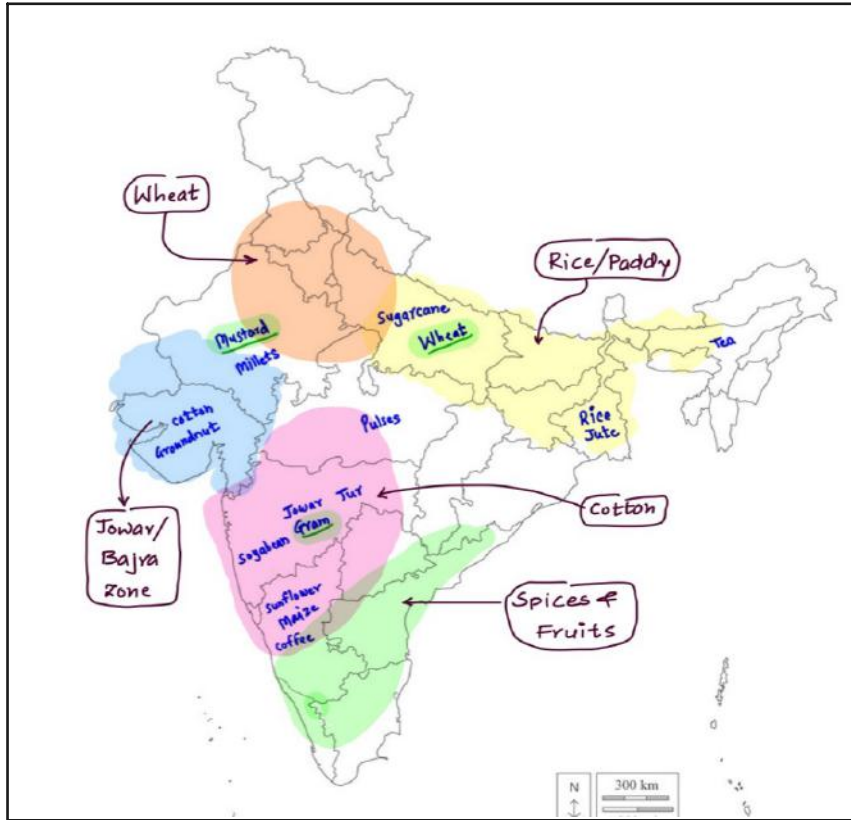 Wheat
Rice/Paddy
Sugarcane
Wheat
Mustard
Millets
Tea
Cotton
Groundnut
Pulses
Rice
Jute
Jowar Tur
Gram
Soyabean
Cotton
Jowar/
Bajra
Zone
Sunflower
Maize
Coffee
Spices &
Fruits
N
300 km